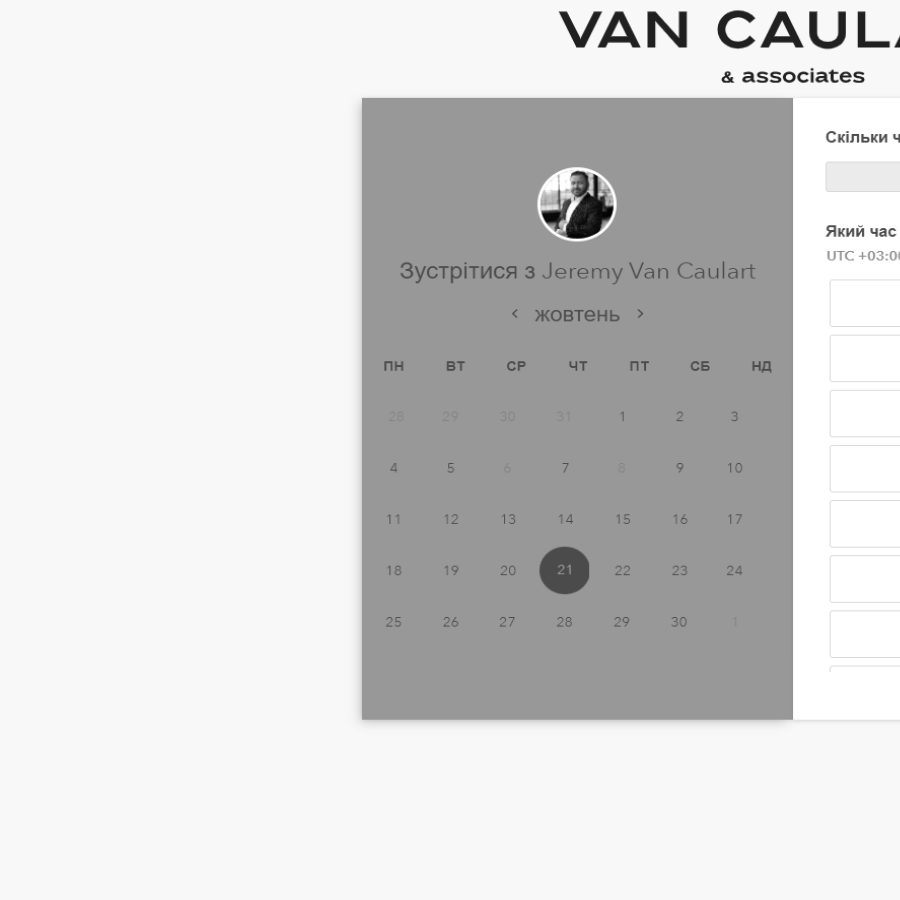 VAN CAUL
& associates
Зустрітися з Jeremy Van Caulart
< жовтень >
ПН ВТ СР ЧТ ПТ СБ НД
28 29 30 31 1 2 3
4 5 6 7 8 9 10
11 12 13 14 15 16 17
18 19 20 21 22 23 24
25 26 27 28 29 30 1
Скільки ч
Який час
UTC +03:0